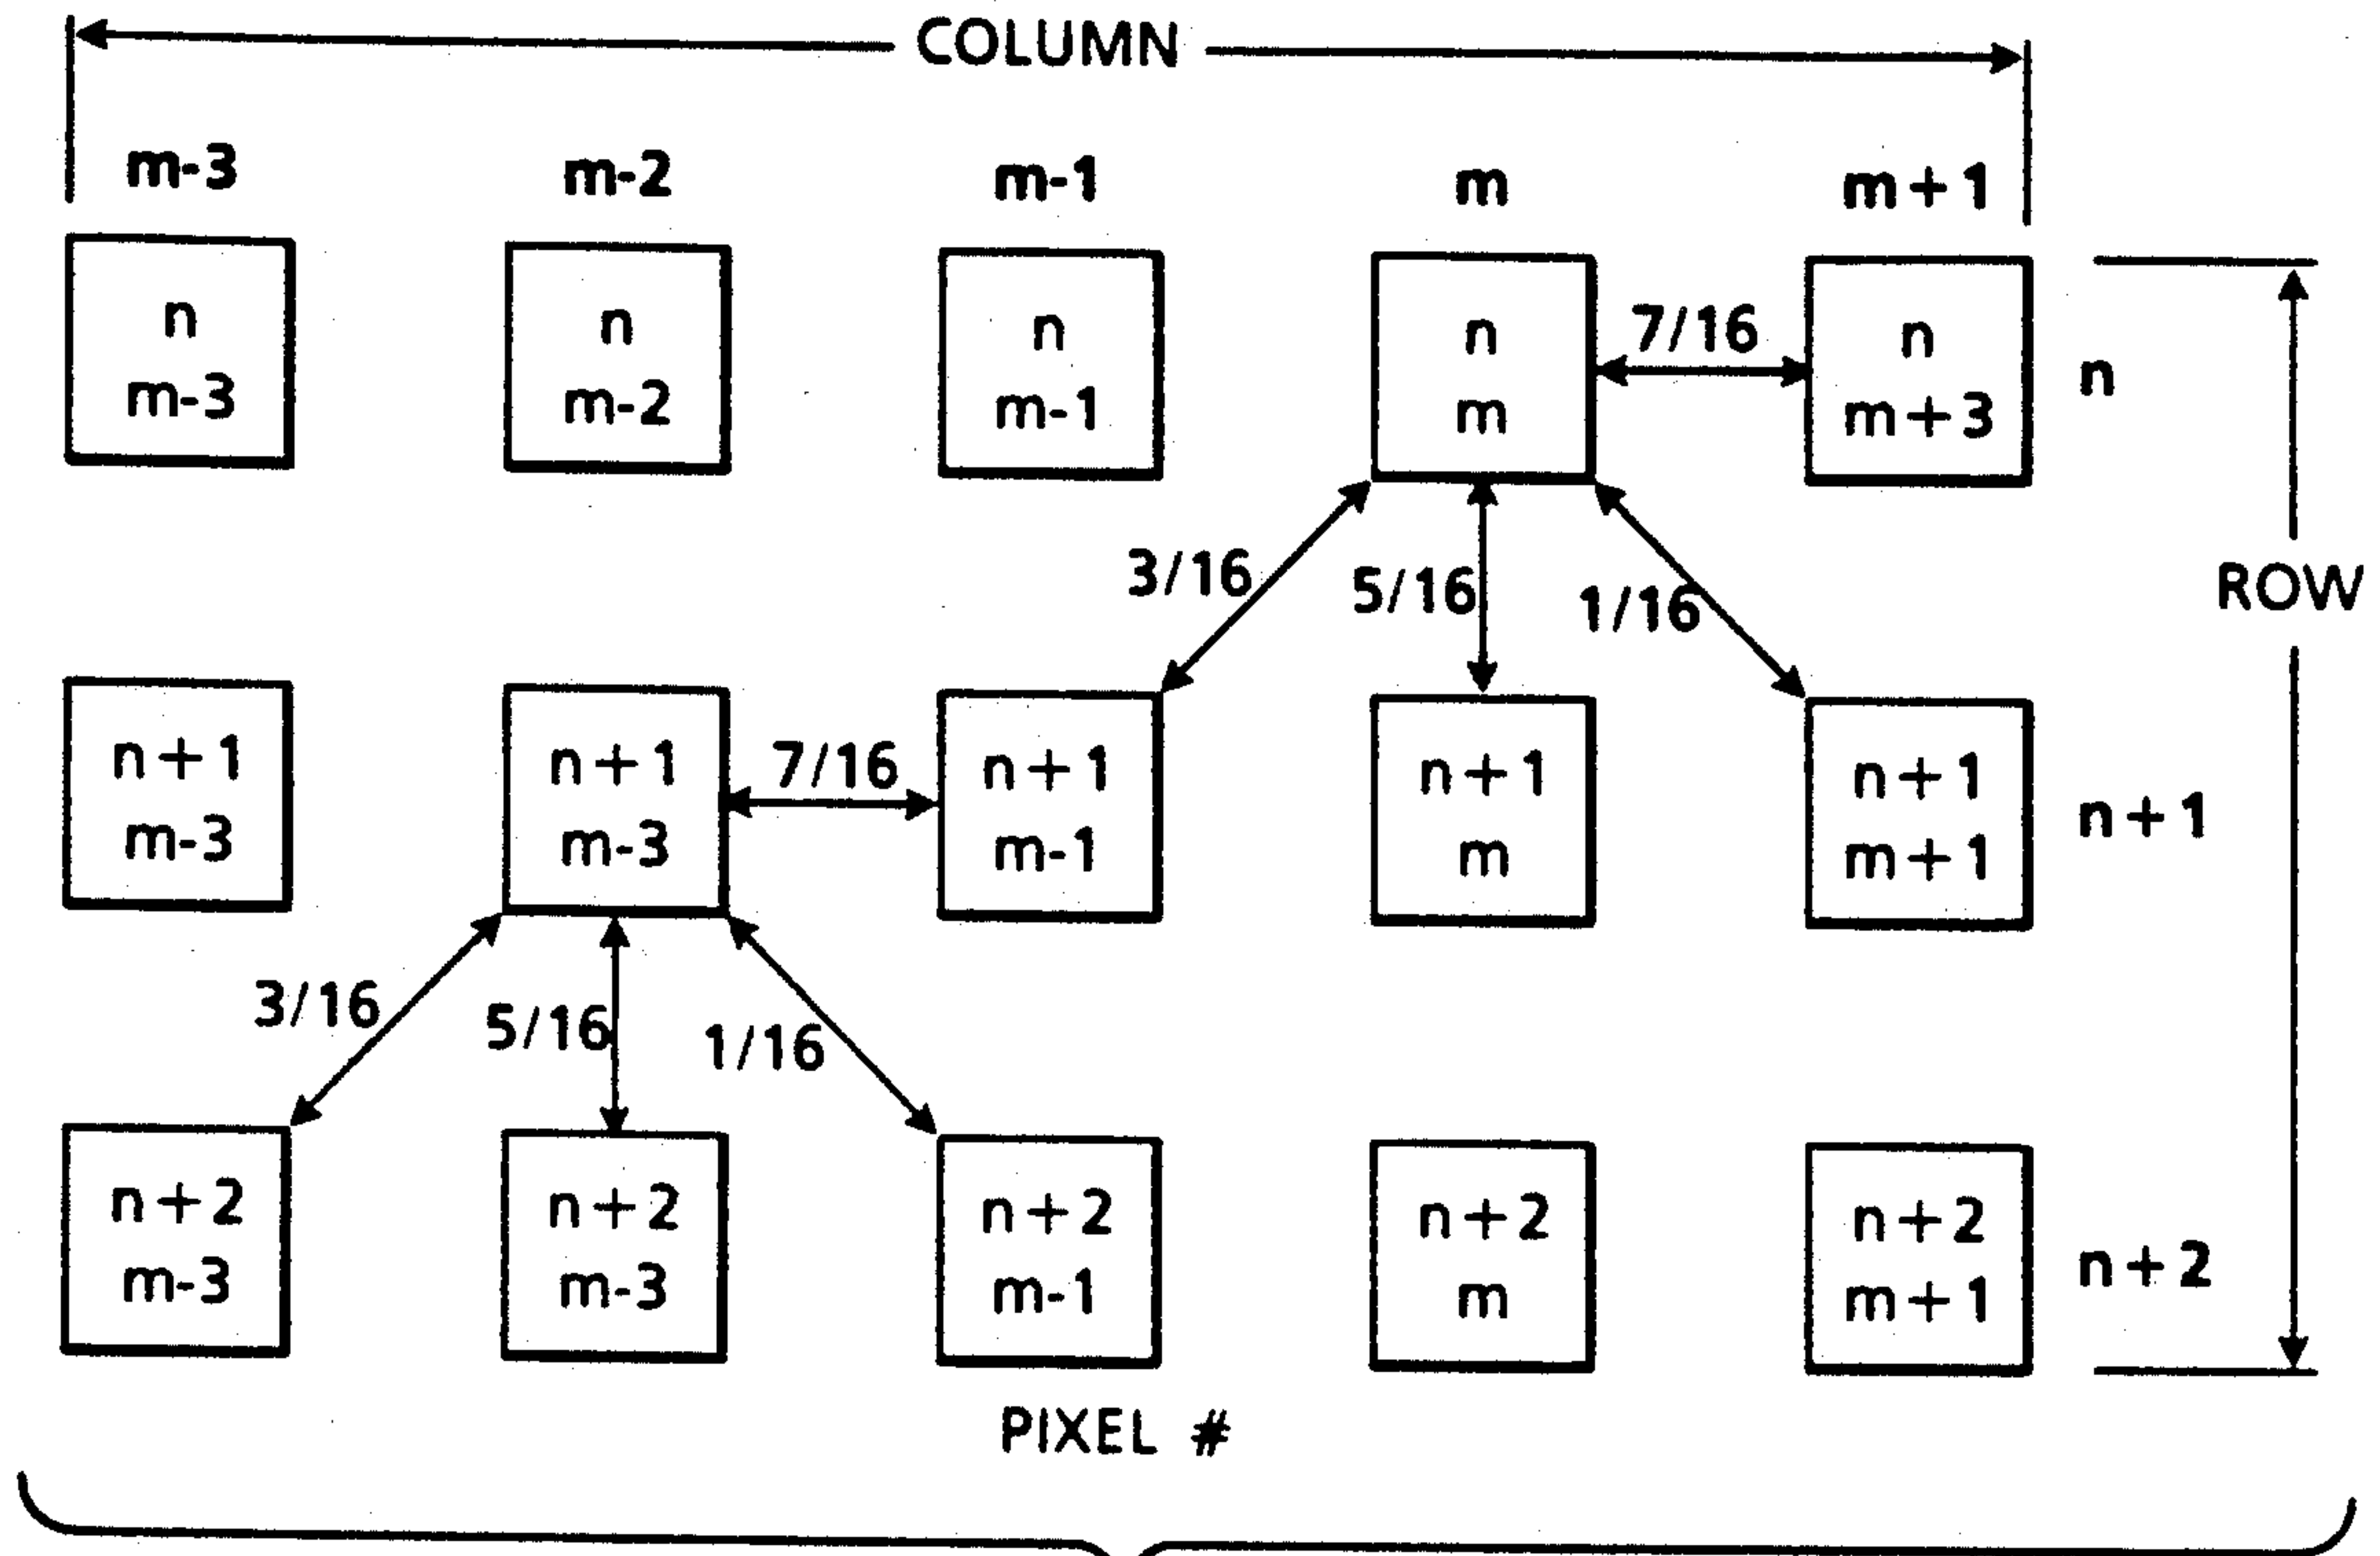 COLUMN
m-3 m-2 m-1 m m+1
n n n n 7/16 n
m-3 m-2 m-1 m m+3 n
3/16 5/16 1/16 ROW
n+1 n+1 7/16 n+1 n+1 n+1
m-3 m-3 m-1 m m+1 n+1
3/16 5/16 1/16
n+2 n+2 n+2 n+2 n+2
m-3 m-3 m-1 m m+1 n+2
PIXEL #